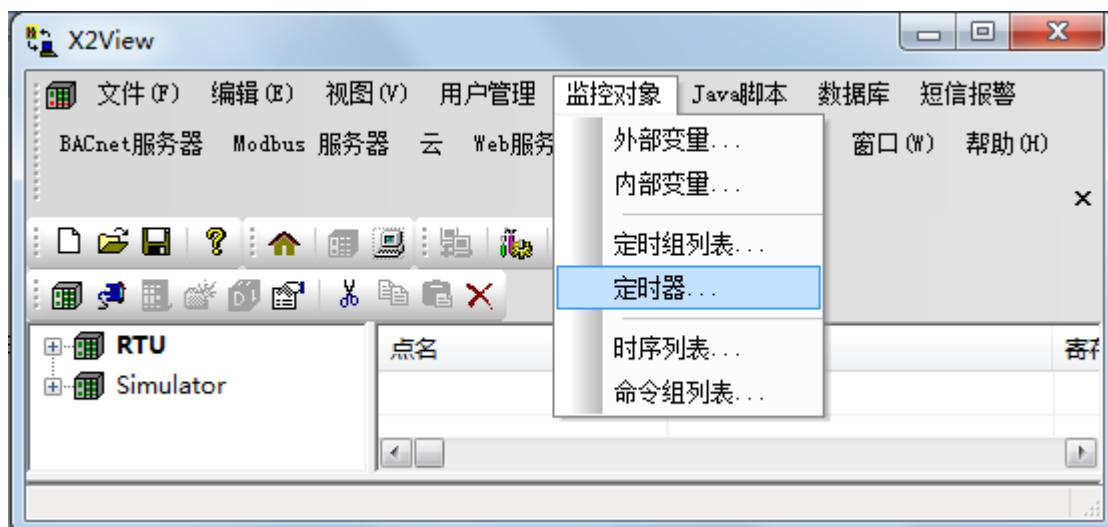 X2View
文件(F) 编辑(E) 视图(V) 用户管理 监控对象 Java脚本 数据库 短信报警
BACnet服务器 Modbus 服务器 云 Web服务 窗口(W) 帮助(H)
外部变量...
内部变量...
定时组列表...
定时器...
时序列表...
命令组列表...
RTU
Simulator
点名